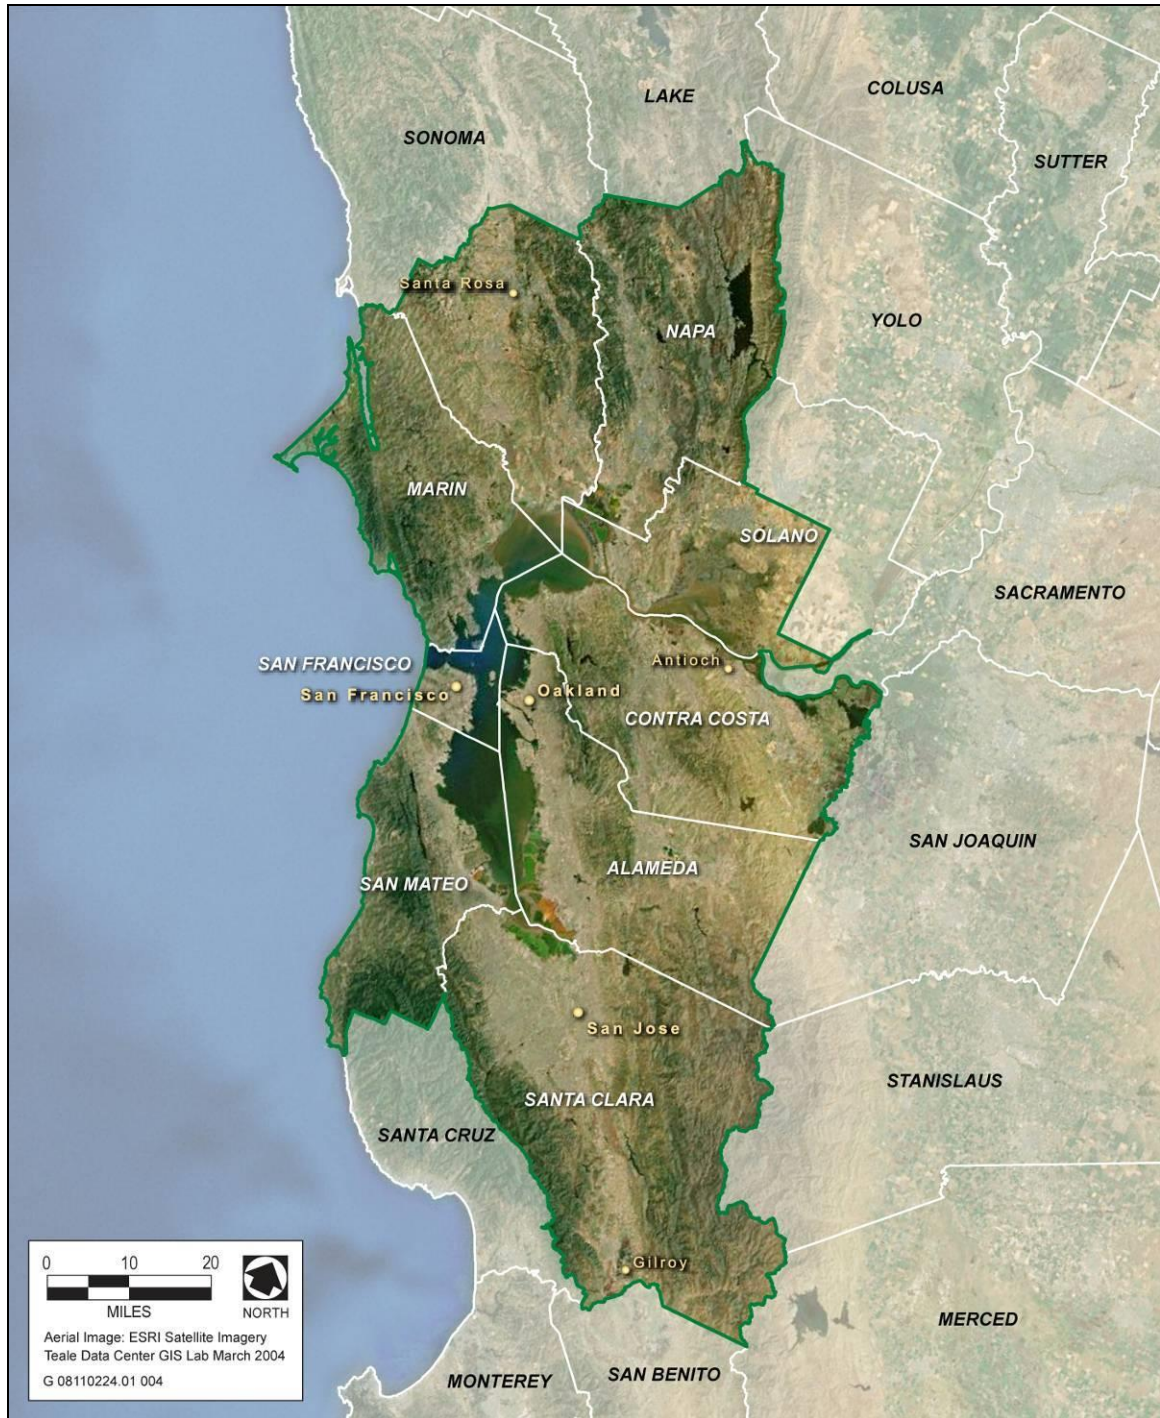 COLUSA
LAKE
SONOMA
SUTTER
Santa Rosa
NAPA
YOLO
MARIN
SOLANO
SACRAMENTO
SAN FRANCISCO
Antioch
San Francisco
Oakland
CONTRA COSTA
SAN JOAQUIN
ALAMEDA
SAN MATEO
San Jose
STANISLAUS
SANTA CLARA
SANTA CRUZ
Gilroy
MERCED
SAN BENITO
MONTEREY
0 10 20
MILES
NORTH
Aerial Image: ESRI Satellite Imagery
Teale Data Center GIS Lab March 2004
G 08110224.01 004